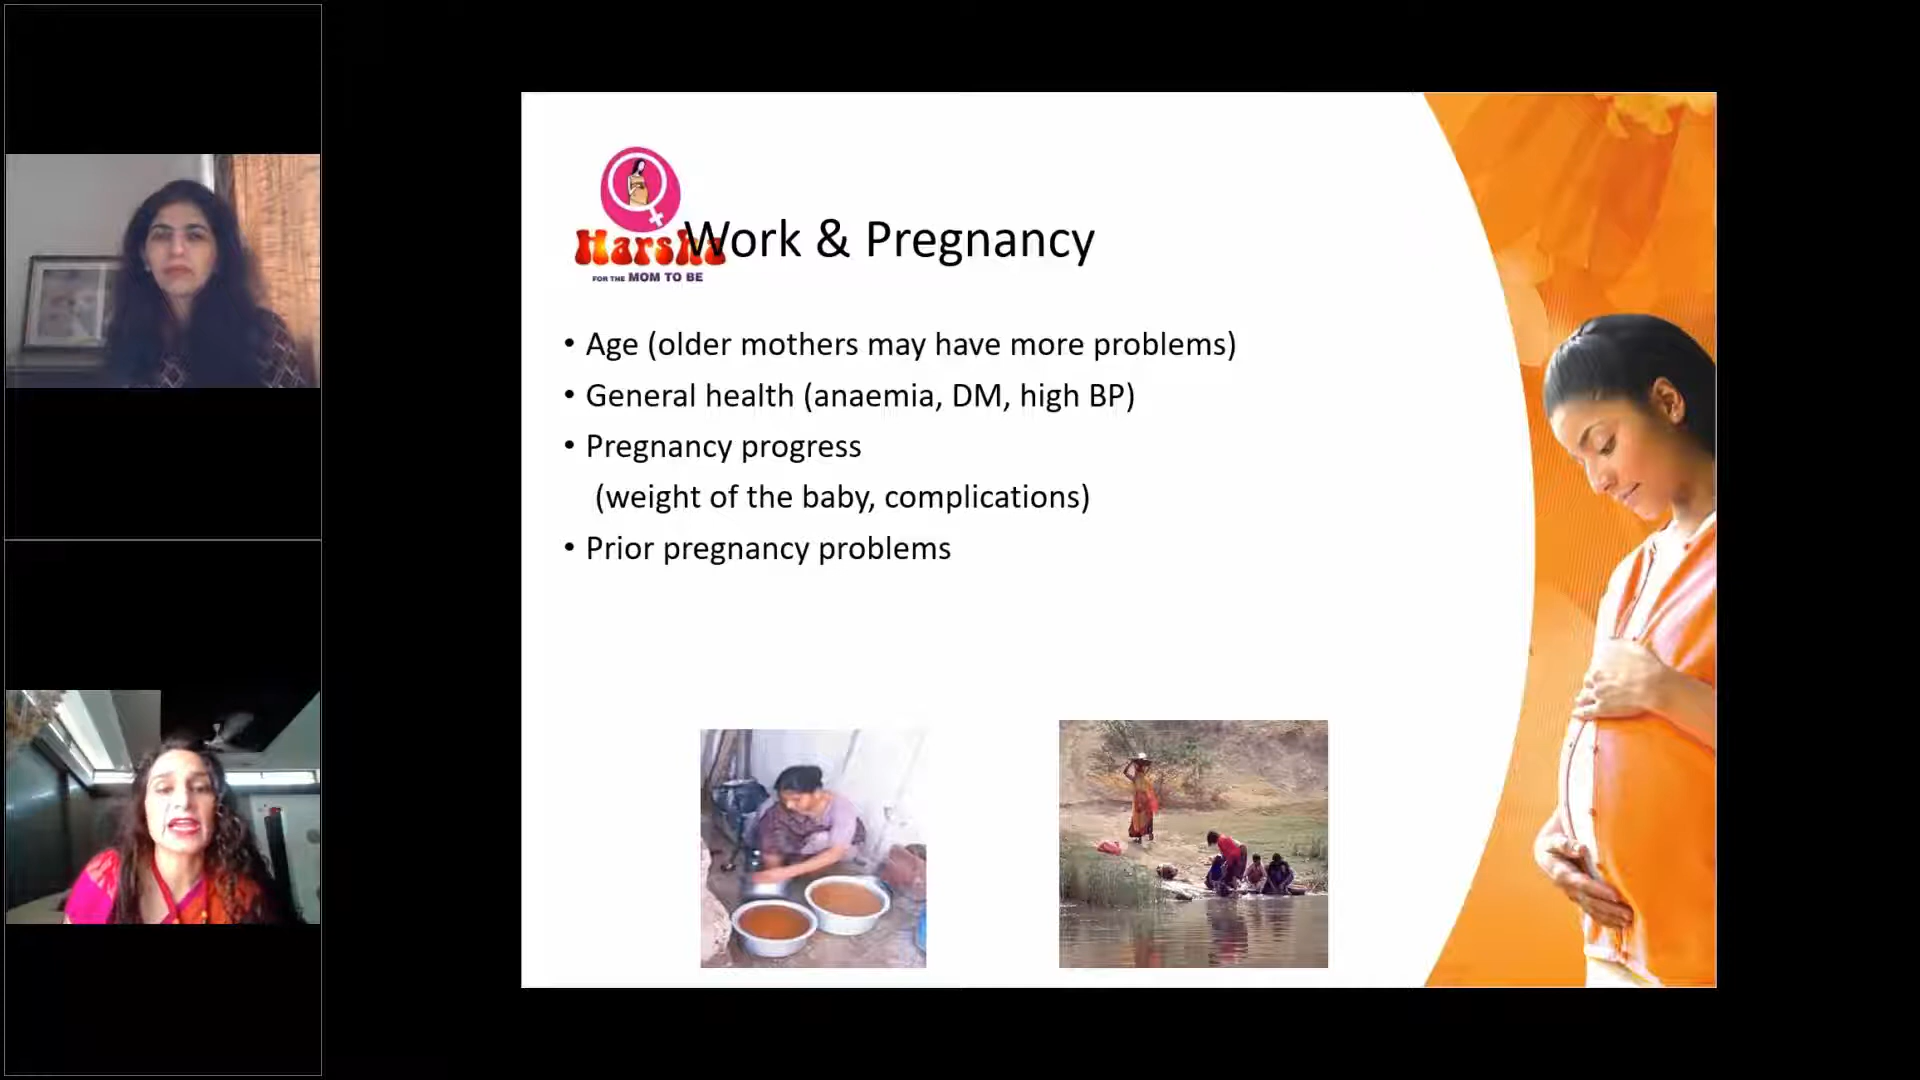 Harsha
FOR THE MOM TO BE
Work & Pregnancy
• Age (older mothers may have more problems)
• General health (anaemia, DM, high BP)
• Pregnancy progress
(weight of the baby, complications)
• Prior pregnancy problems